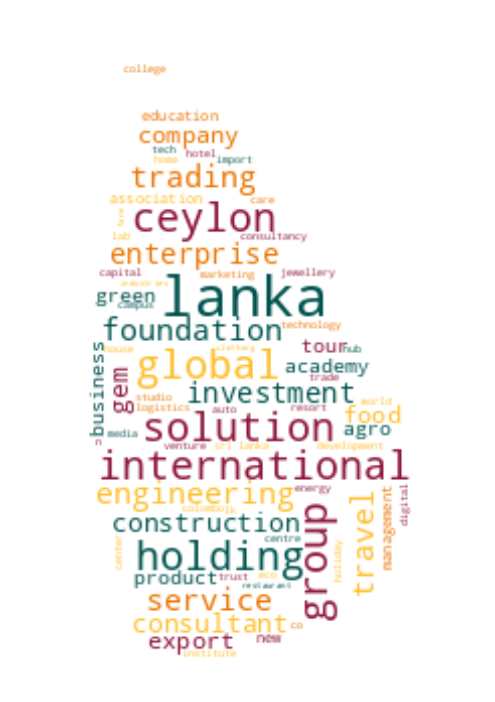 college
education
company
tech
hotel
home
import
trading
association
care
farm
ceylon
lab
consultancy
enterprise
capital
marketing
jewellery
industries
green
campus
lanka
foundation
technology
house
clothing
tour
hub
business
gem
global
academy
trade
investment
studio
logistics
auto
resort
world
food
solution
agro
n
media
venture
sri lanka
development
international
engineering
energy
colombo
k
construction
centre
center
group
travel
management
digital
holding
holiday
product
trust
eco
restaurant
service
consultant
co
export
new
institute